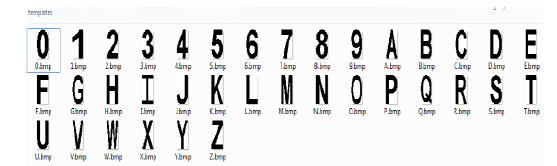 templates
0 1 2 3 4 5 6 7 8 9 A B C D E
0.bmp 1.bmp 2.bmp 3.bmp 4.bmp 5.bmp 6.bmp 7.bmp 8.bmp 9.bmp A.bmp B.bmp C.bmp D.bmp E.bmp
F G H I J K L M N O P Q R S T
F.bmp G.bmp H.bmp I.bmp J.bmp K.bmp L.bmp M.bmp N.bmp O.bmp P.bmp Q.bmp R.bmp S.bmp T.bmp
U V W X Y Z
U.bmp V.bmp W.bmp X.bmp Y.bmp Z.bmp